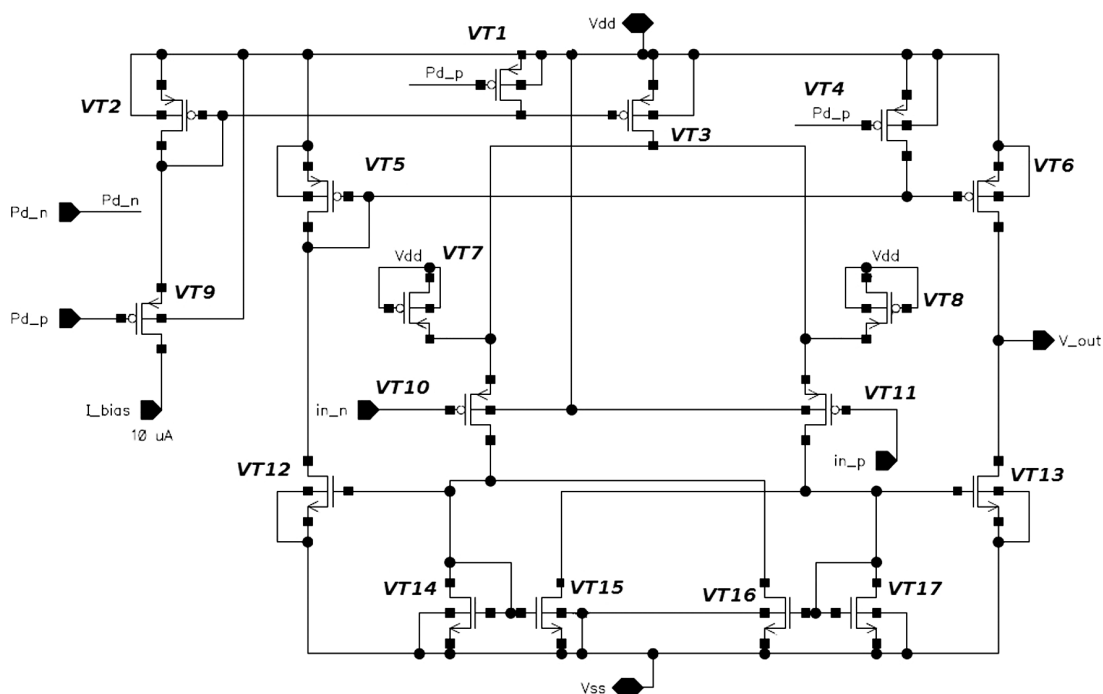 Vdd
VT1
Pd_p
VT2
VT3
VT4
Pd_p
VT5
VT6
Pd_n
Pd_n
Vdd
VT7
Vdd
VT8
VT9
Pd_p
V_out
VT10
VT11
I_bias
10 uA
in_n
in_p
VT12
VT13
VT14
VT15
VT16
VT17
Vss